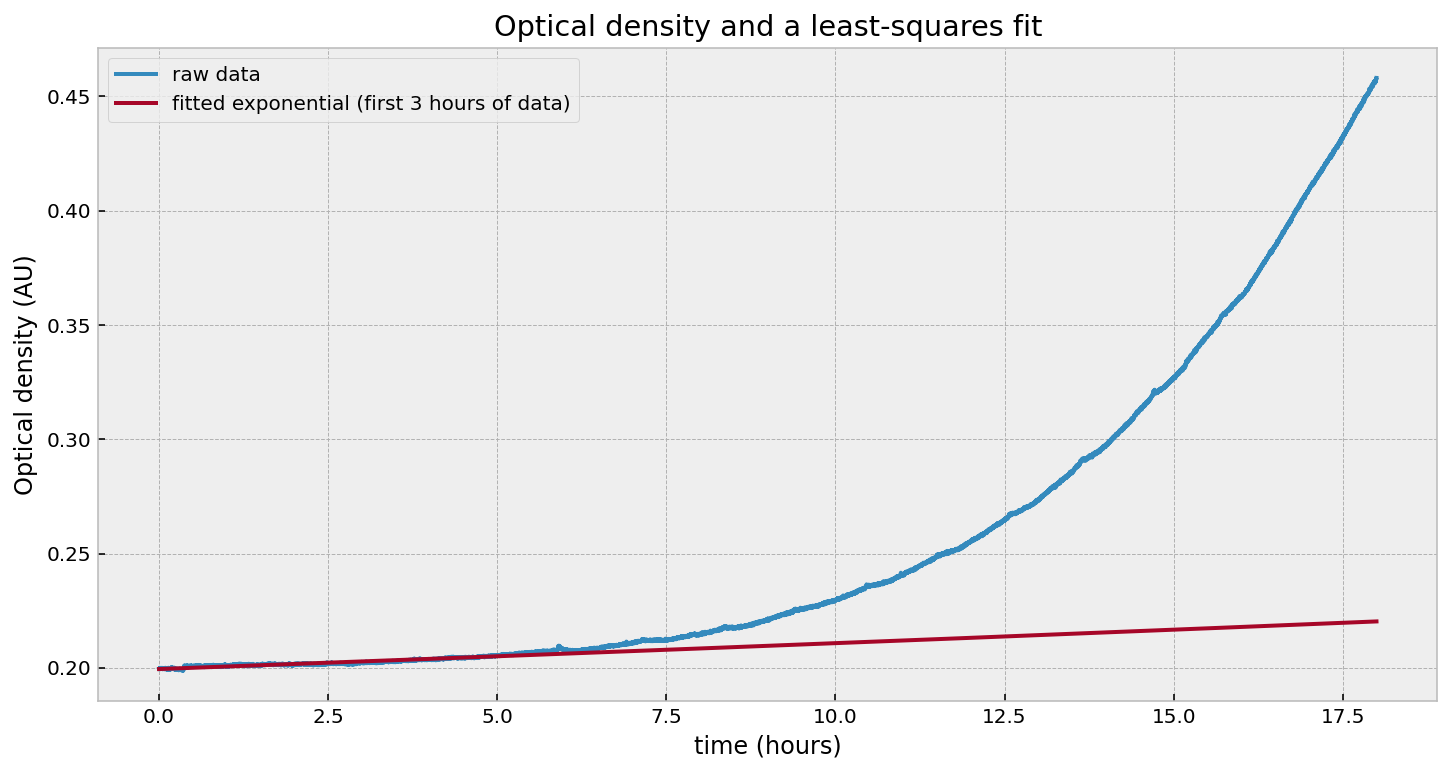 Optical density and a least-squares fit
raw data
fitted exponential (first 3 hours of data)
Optical density (AU)
0.45
0.40
0.35
0.30
0.25
0.20
0.0 2.5 5.0 7.5 10.0 12.5 15.0 17.5
time (hours)